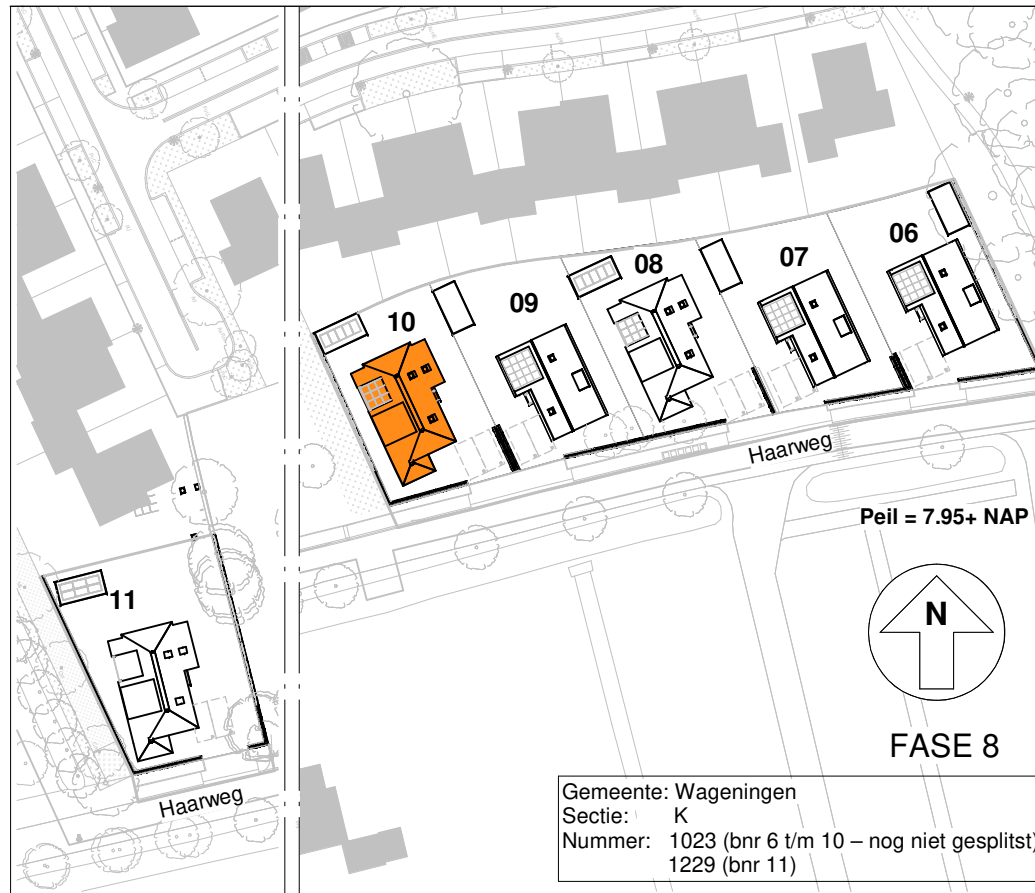 06
07
08
09
10
Haarweg
Peil = 7.95+ NAP
11
N
FASE 8
Haarweg
Gemeente: Wageningen
Sectie: K
Nummer: 1023 (bnr 6 t/m 10 – nog niet gesplitst)
1229 (bnr 11)